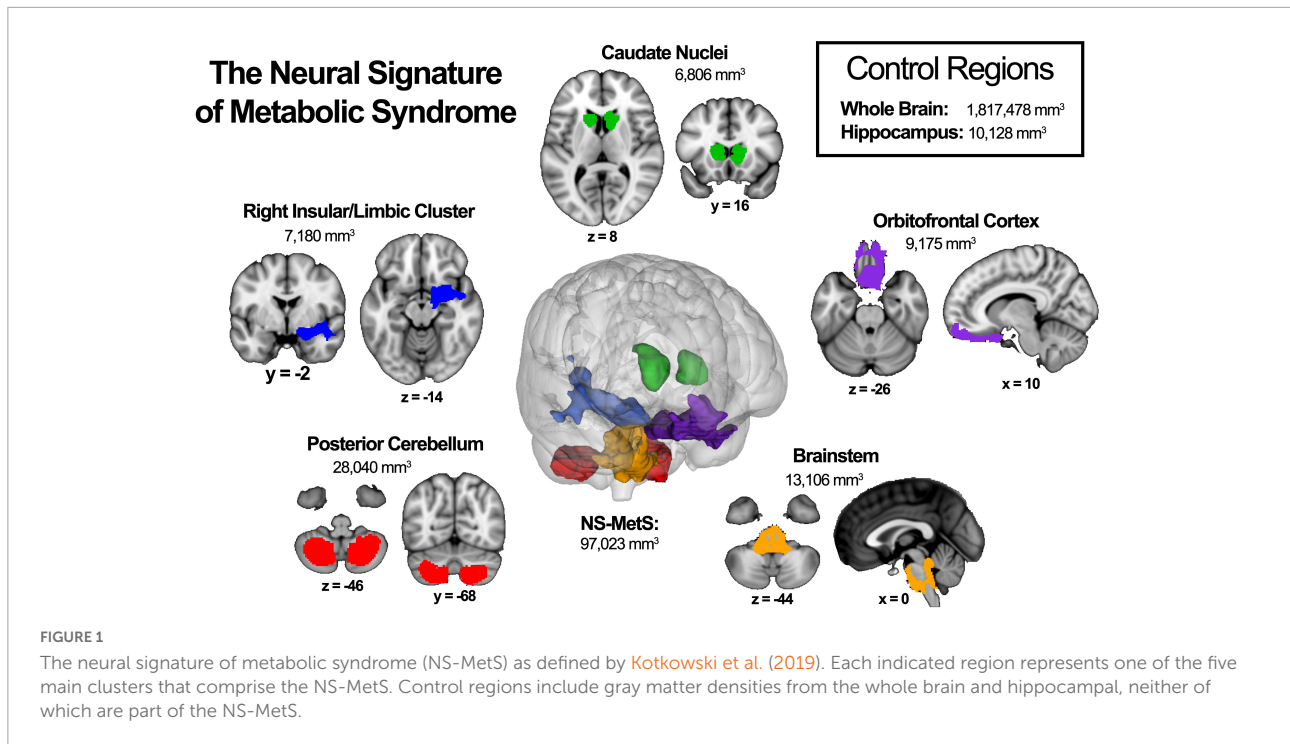 The Neural Signature
of Metabolic Syndrome
Caudate Nuclei
6,806 mm³
y = 16
z = 8
Control Regions
Whole Brain: 1,817,478 mm³
Hippocampus: 10,128 mm³
Right Insular/Limbic Cluster
7,180 mm³
y = -2
z = -14
Orbitofrontal Cortex
9,175 mm³
z = -26
x = 10
Posterior Cerebellum
28,040 mm³
z = -46
y = -68
NS-MetS:
97,023 mm³
Brainstem
13,106 mm³
z = -44
x = 0
FIGURE 1
The neural signature of metabolic syndrome (NS-MetS) as defined by Kotkowski et al. (2019). Each indicated region represents one of the five
main clusters that comprise the NS-MetS. Control regions include gray matter densities from the whole brain and hippocampal, neither of
which are part of the NS-MetS.